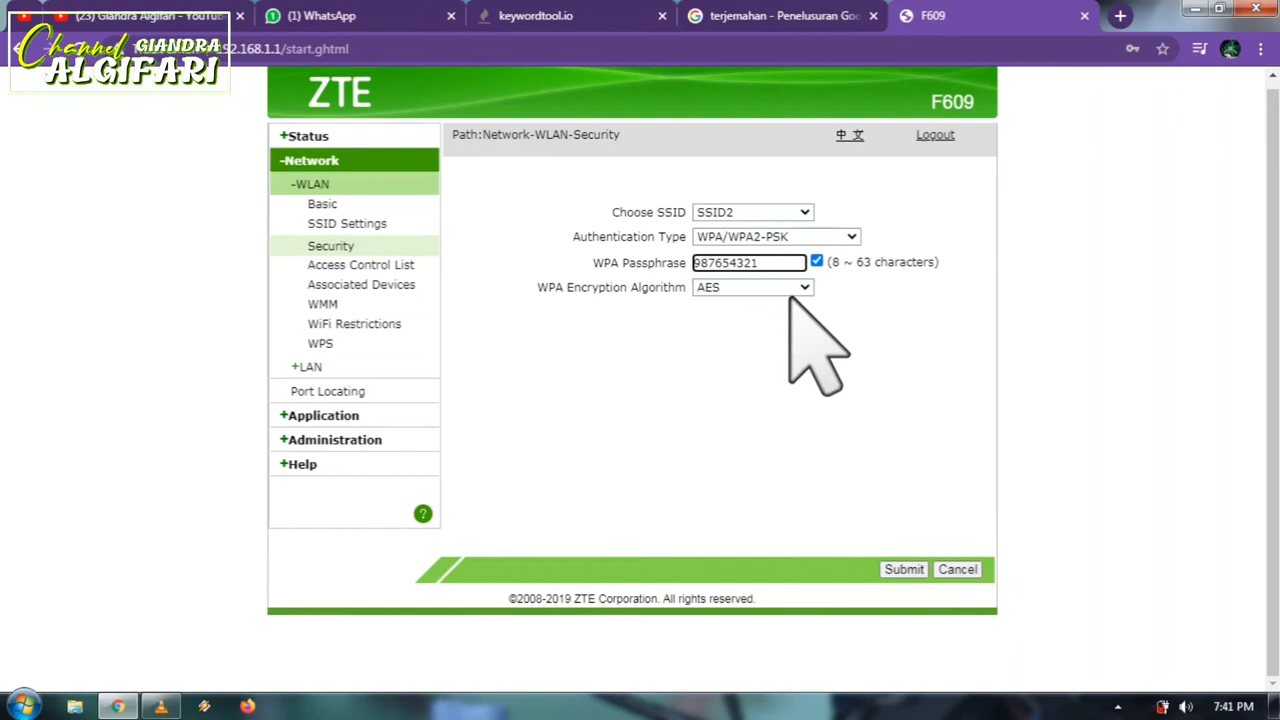 (23) Giandra Algifari - YouTu
(1) WhatsApp
keywordtool.io
terjemahan - Penelusuran Goo
F609
Channel GIANDRA
ALGIFARI
192.168.1.1/start.ghtml
ZTE
F609
Path:Network-WLAN-Security
中 文
Logout
+Status
-Network
-WLAN
Basic
SSID Settings
Security
Access Control List
Associated Devices
WMM
WiFi Restrictions
WPS
+LAN
Port Locating
+Application
+Administration
+Help
?
Choose SSID SSID2
Authentication Type WPA/WPA2-PSK
WPA Passphrase 987654321 (8 ~ 63 characters)
WPA Encryption Algorithm AES
Submit Cancel
©2008-2019 ZTE Corporation. All rights reserved.
7:41 PM